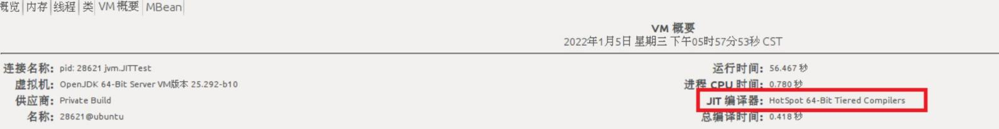 概览 内存 线程 类 VM 概要 MBean
VM 概要
2022年1月5日 星期三 下午05时57分53秒 CST
连接名称: pid: 28621 jvm.JITTest
虚拟机: OpenJDK 64-Bit Server VM版本 25.292-b10
供应商: Private Build
名称: 28621@ubuntu
运行时间: 56.467 秒
进程 CPU 时间: 0.780 秒
JIT 编译器: HotSpot 64-Bit Tiered Compilers
总编译时间: 0.418 秒